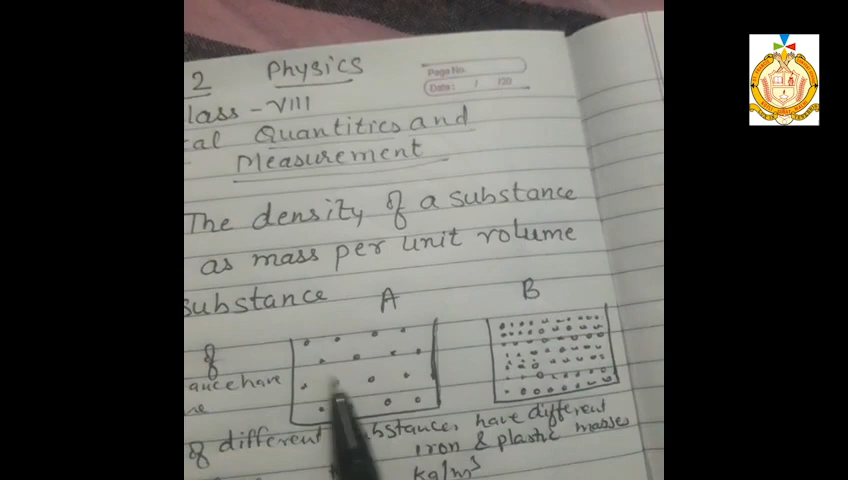 2 Physics
Page No.
Date: / /20
lass - VIII
cal Quantities and
Measurement
The density of a substance
as mass per unit volume
substance
A
B
of
ance have
of different substances have different
iron & plastic masses
kg/m³